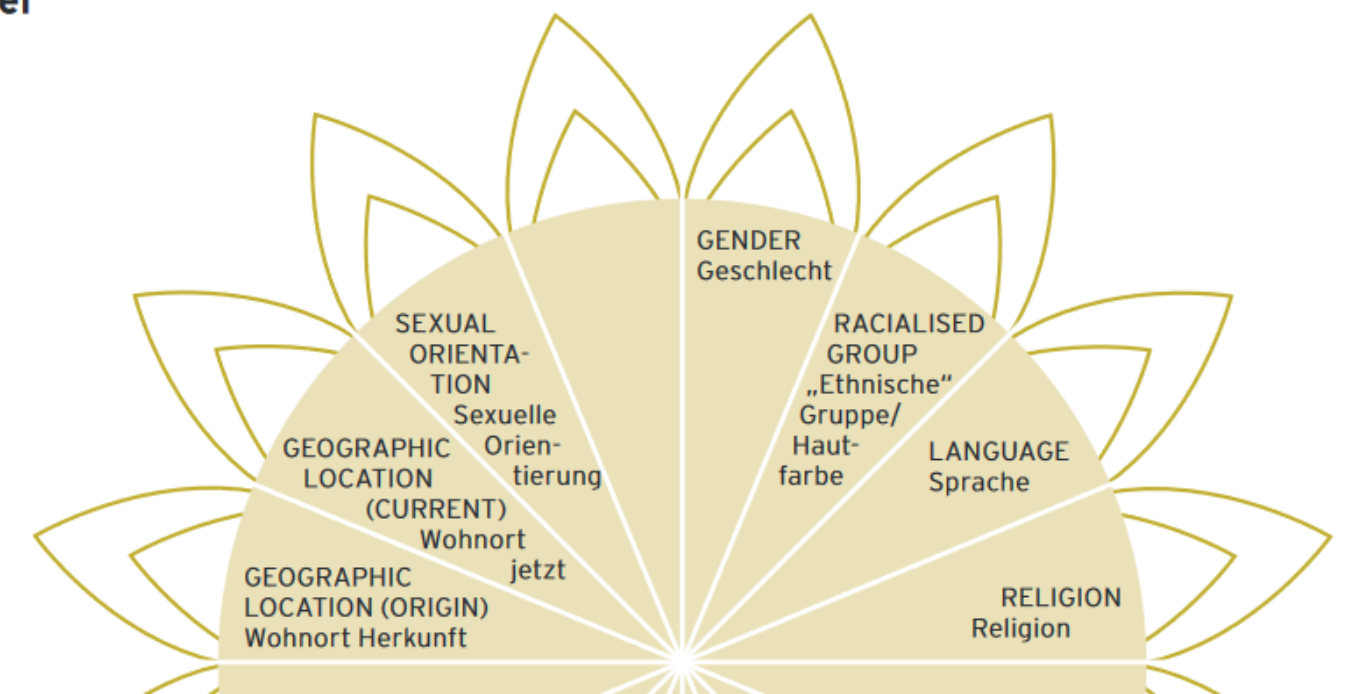 er
GENDER
Geschlecht
RACIALISED
GROUP
„Ethnische“
Gruppe/
Haut-
farbe
LANGUAGE
Sprache
RELIGION
Religion
SEXUAL
ORIENTA-
TION
Sexuelle
Orien-
tierung
GEOGRAPHIC
LOCATION
(CURRENT)
Wohnort
jetzt
GEOGRAPHIC
LOCATION (ORIGIN)
Wohnort Herkunft